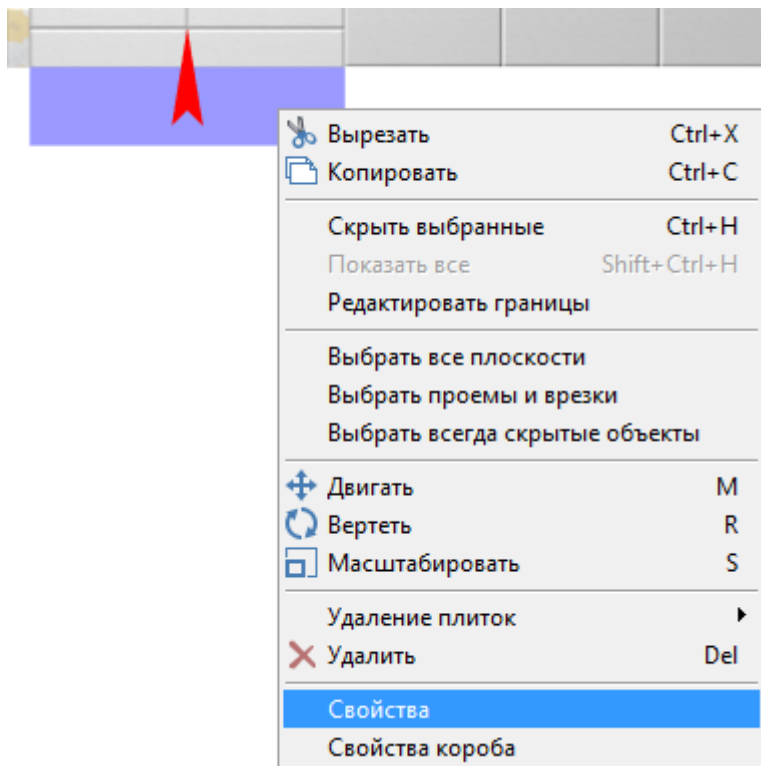 Вырезать Ctrl+X
Копировать Ctrl+C
Скрыть выбранные Ctrl+H
Показать все Shift+Ctrl+H
Редактировать границы
Выбрать все плоскости
Выбрать проемы и врезки
Выбрать всегда скрытые объекты
Двигать M
Вертеть R
Масштабировать S
Удаление плиток
Удалить Del
Свойства
Свойства короба